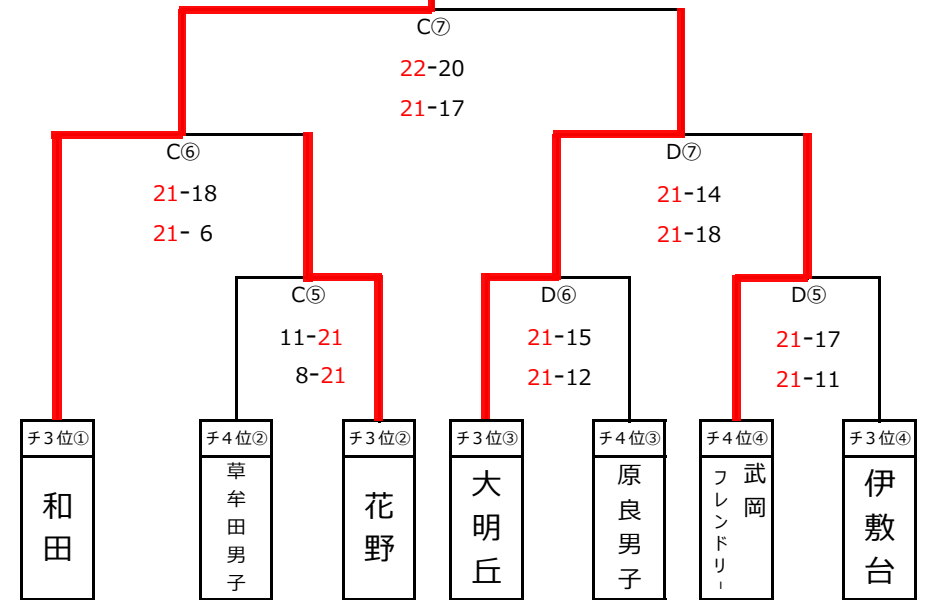 C⑦
22-20
21-17
C⑥
21-18
21- 6
D⑦
21-14
21-18
C⑤
11-21
8-21
D⑥
21-15
21-12
D⑤
21-17
21-11
チ3位①
チ4位②
チ3位②
チ3位③
チ4位③
チ4位④
チ3位④
和田
草牟田男子
花野
大明丘
原良男子
武岡
フレンドリー
伊敷台